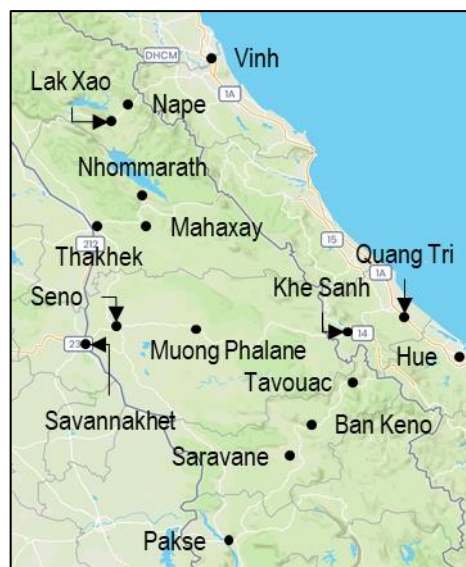 DHCM
Vinh
1A
Lak Xao
Nape
Nhommarath
Mahaxay
15
212
Thakhek
Quang Tri
1A
Seno
Khe Sanh
14
23
Muong Phalane
Hue
Tavouac
Savannakhet
Ban Keno
Saravane
Pakse